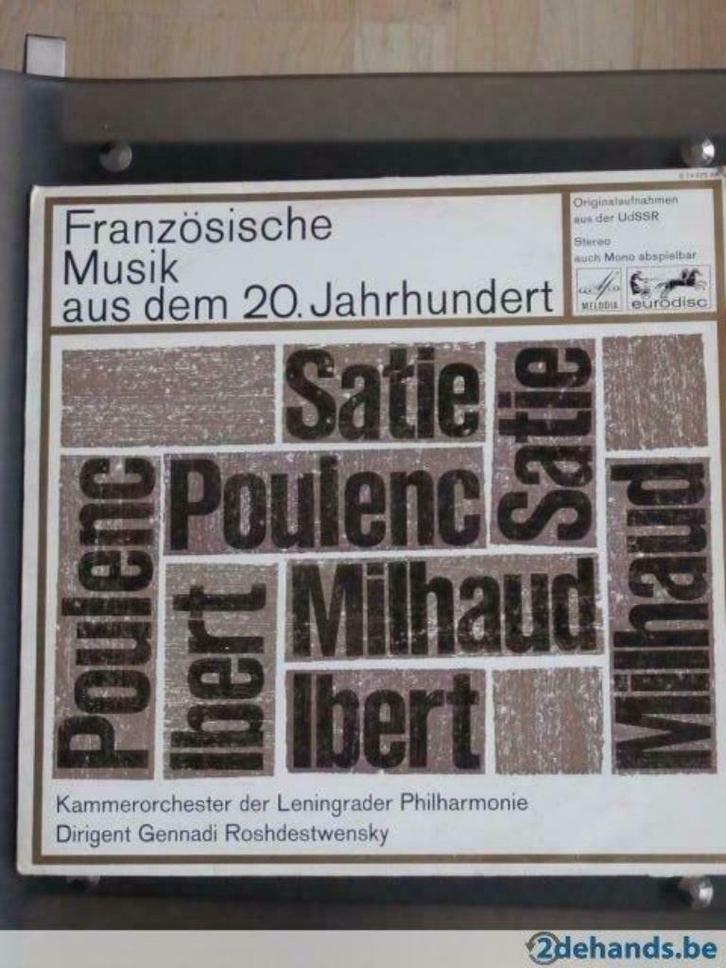 Französische
Musik
aus dem 20. Jahrhundert
Originalaufnahmen
aus der UdSSR
Stereo
auch Mono abspielbar
MELODIA
eurodisc
Satie
Satie
Poulenc
Poulenc
Milhaud
Milhaud
Ibert
Ibert
Kammerorchester der Leningrader Philharmonie
Dirigent Gennadi Roshdestwensky
2dehands.be